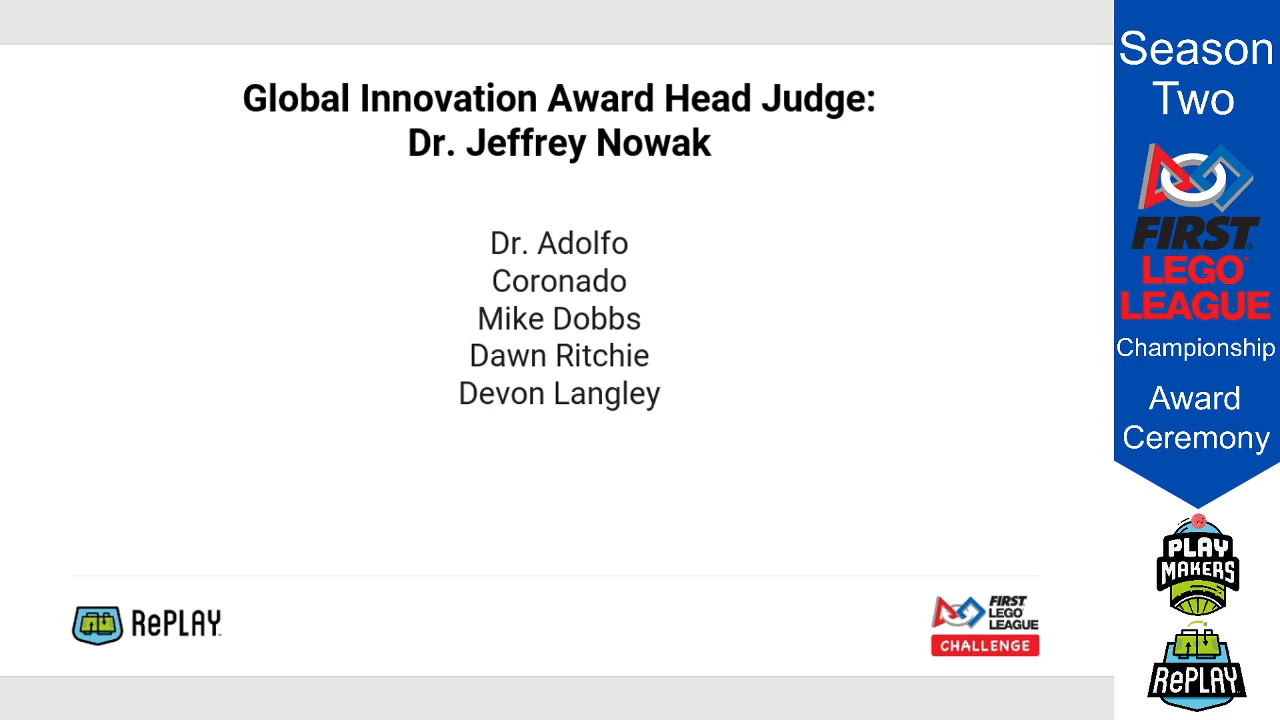 Global Innovation Award Head Judge:
Dr. Jeffrey Nowak
Dr. Adolfo
Coronado
Mike Dobbs
Dawn Ritchie
Devon Langley
RePLAY
FIRST
LEGO
LEAGUE
CHALLENGE
Season
Two
FIRST
LEGO
LEAGUE
Championship
Award
Ceremony
PLAY
MAKERS
RePLAY